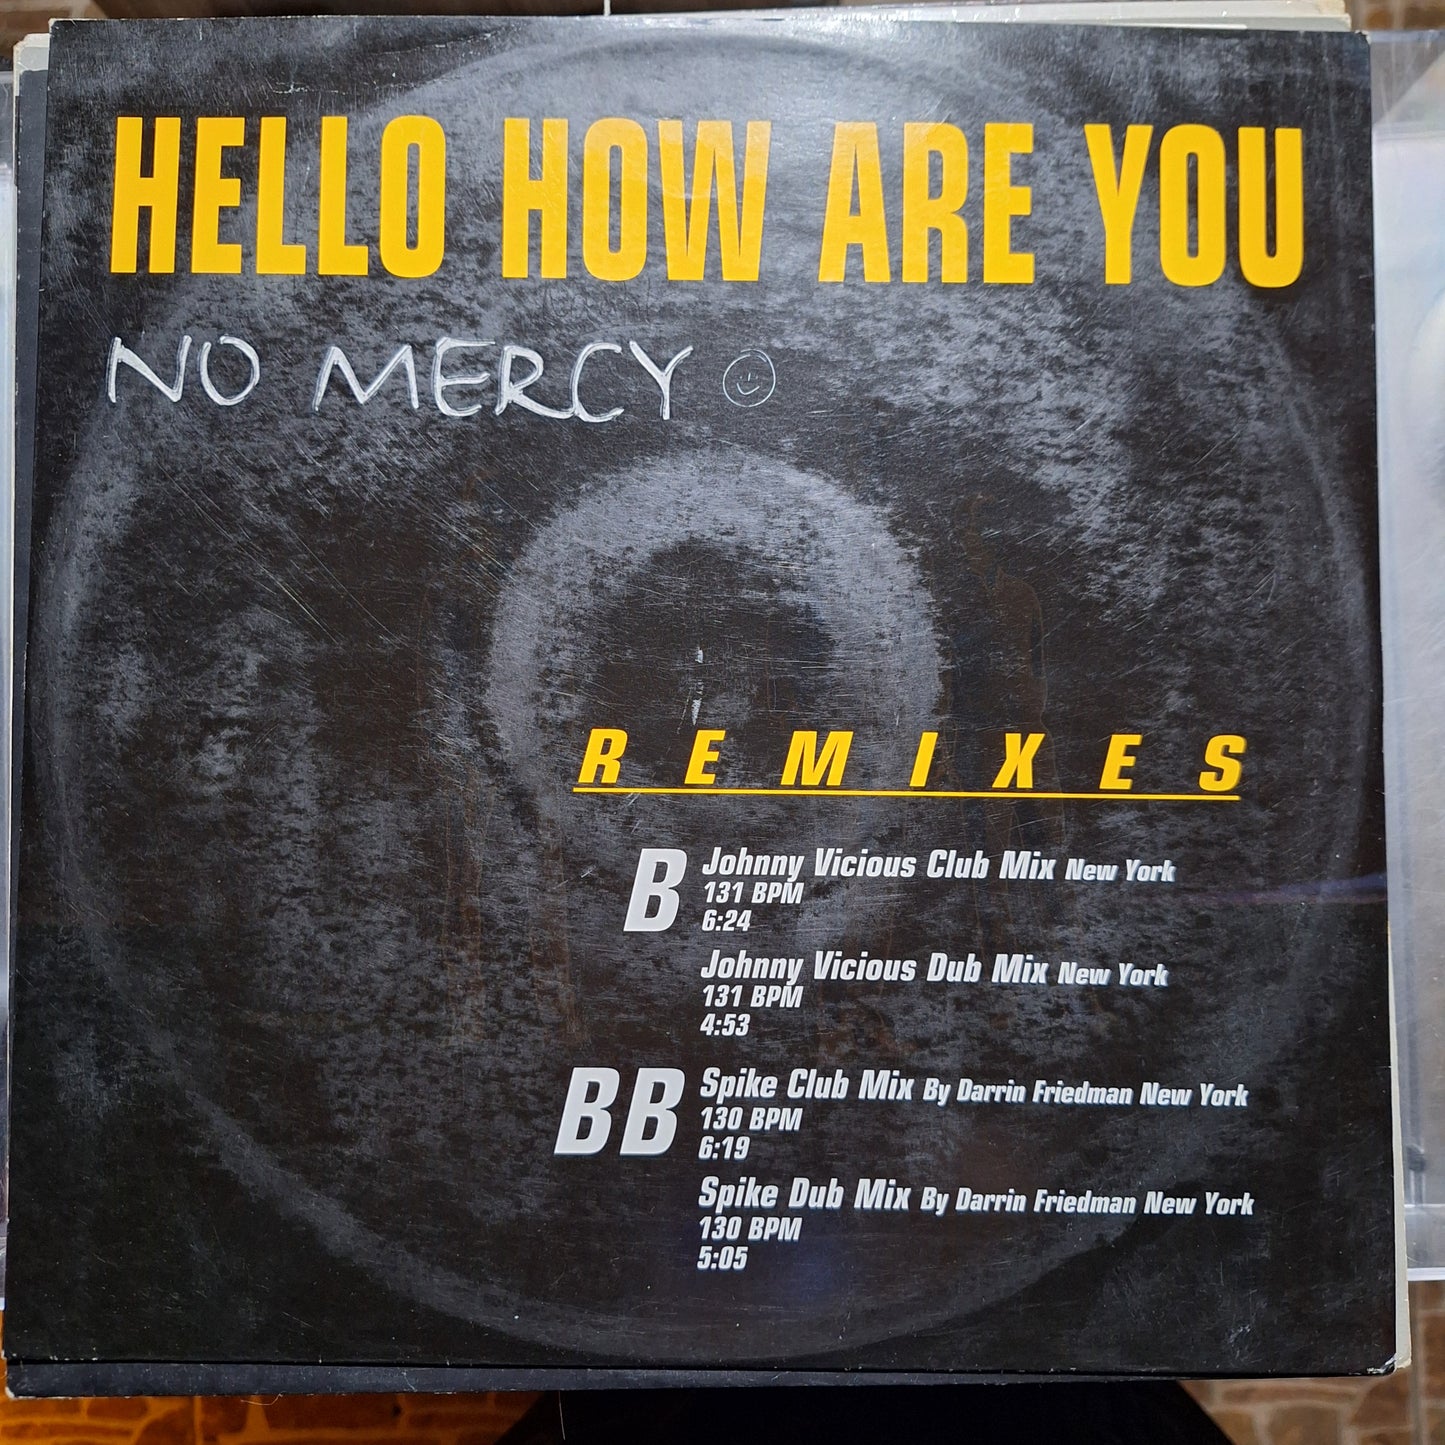 HELLO HOW ARE YOU
NO MERCY
REMIXES
B Johnny Vicious Club Mix New York
131 BPM
6:24
Johnny Vicious Dub Mix New York
131 BPM
4:53
BB Spike Club Mix By Darrin Friedman New York
130 BPM
6:19
Spike Dub Mix By Darrin Friedman New York
130 BPM
5:05